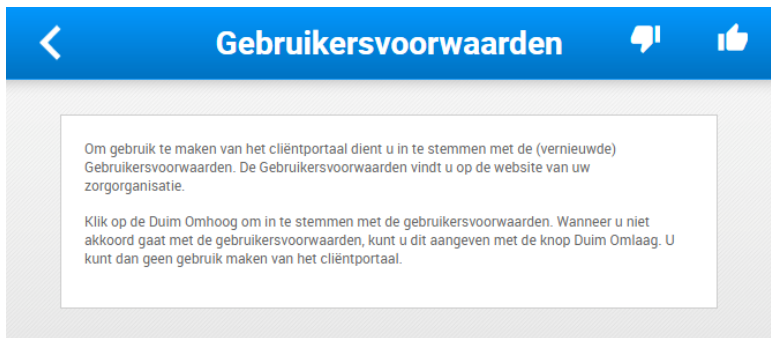 Gebruikersvoorwaarden
Om gebruik te maken van het cliëntportaal dient u in te stemmen met de (vernieuwde)
Gebruikersvoorwaarden. De Gebruikersvoorwaarden vindt u op de website van uw
zorgorganisatie.
Klik op de Duim Omhoog om in te stemmen met de gebruikersvoorwaarden. Wanneer u niet
akkoord gaat met de gebruikersvoorwaarden, kunt u dit aangeven met de knop Duim Omlaag. U
kunt dan geen gebruik maken van het cliëntportaal.